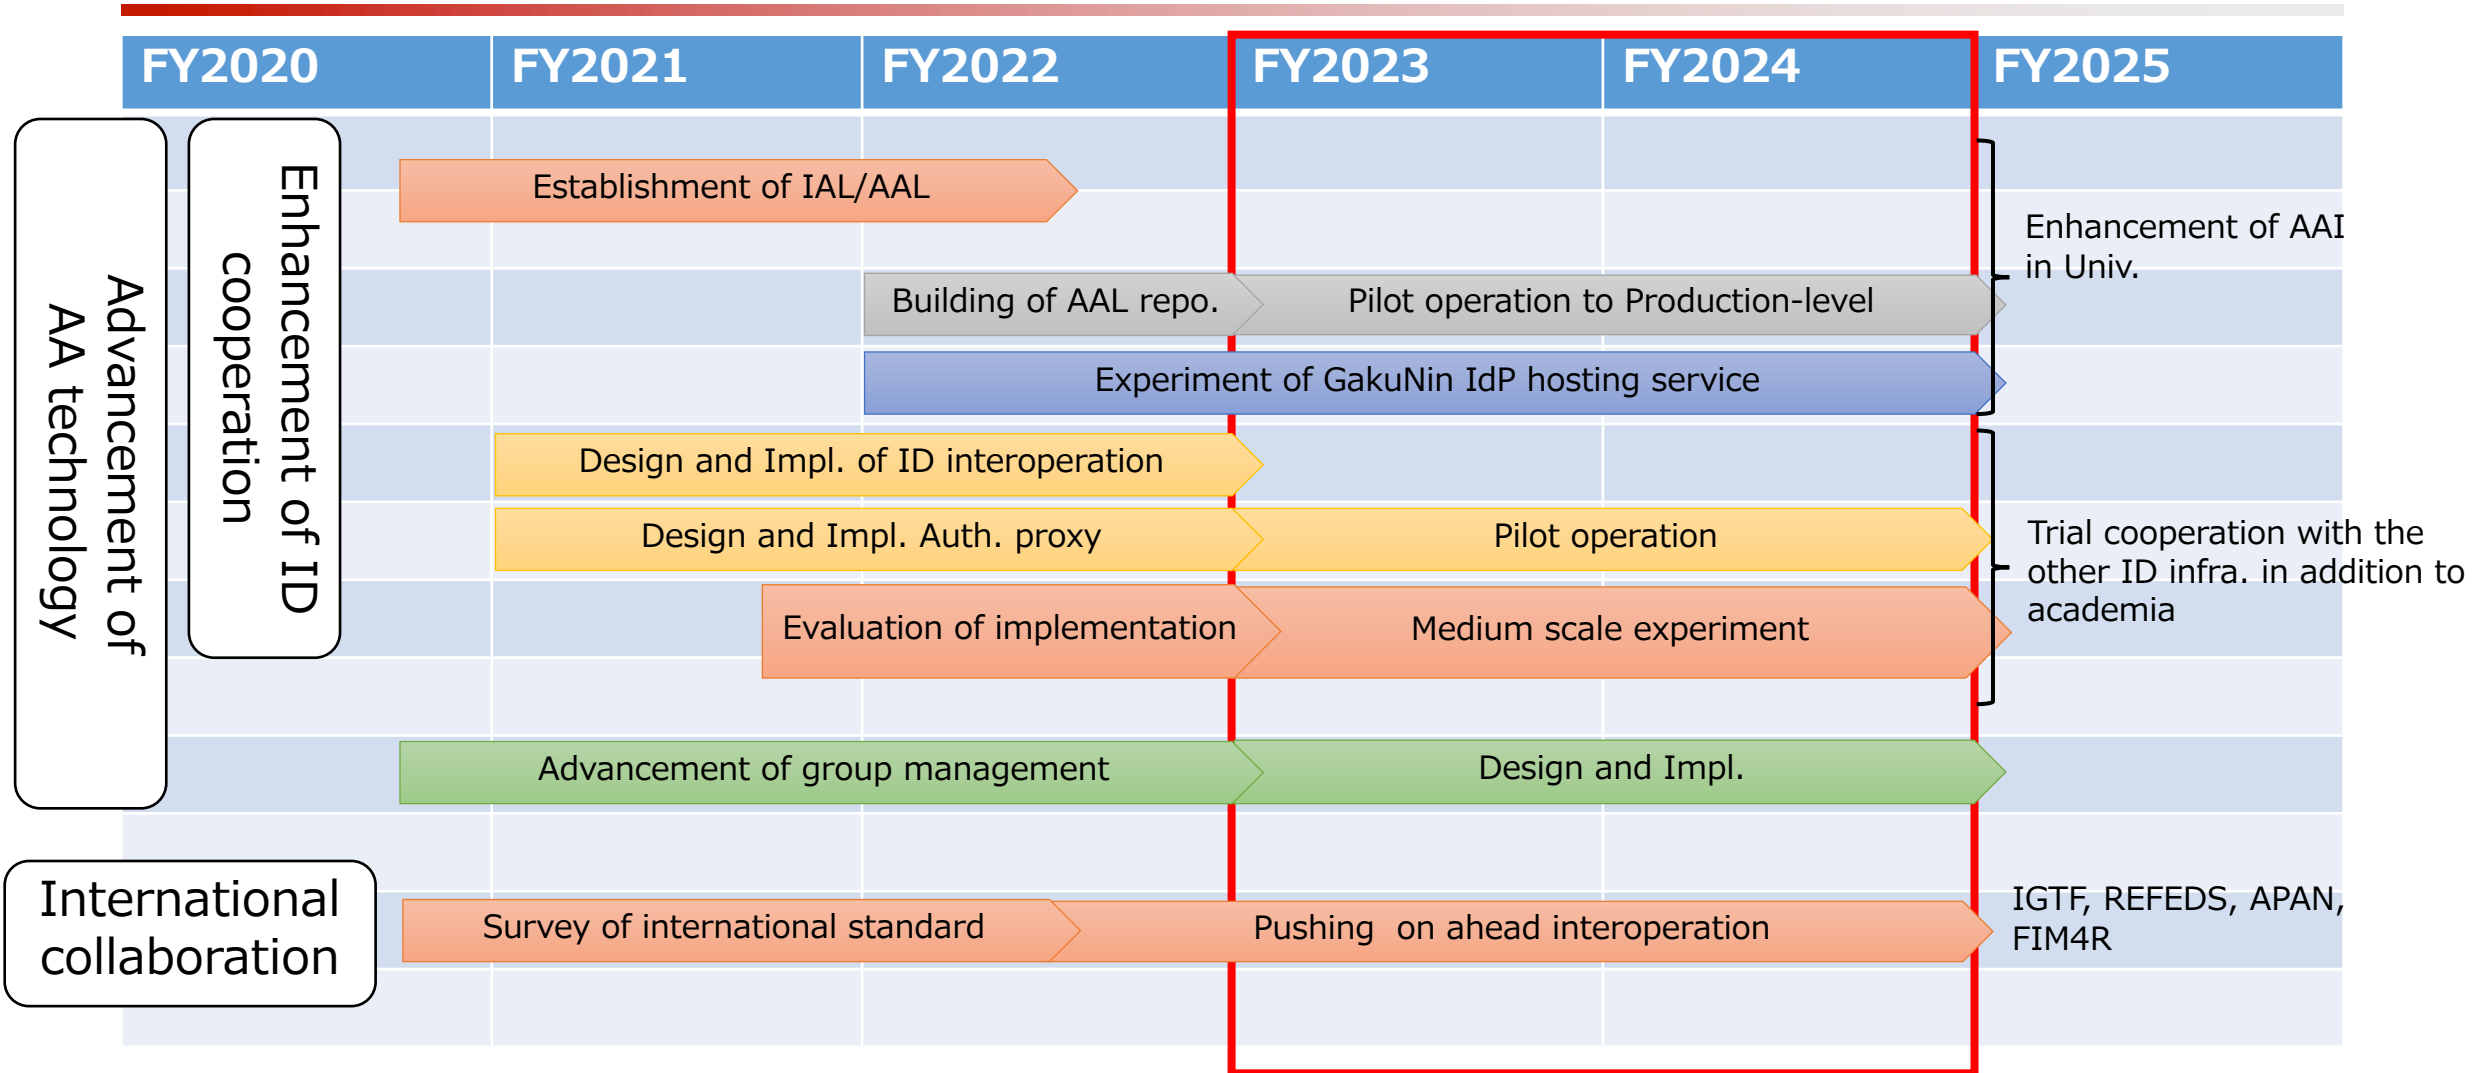 FY2020
FY2021
FY2022
FY2023
FY2024
FY2025
Advancement of
AA technology
Enhancement of ID
cooperation
Establishment of IAL/AAL
Building of AAL repo.
Pilot operation to Production-level
Experiment of GakuNin IdP hosting service
Enhancement of AAI
in Univ.
Design and Impl. of ID interoperation
Design and Impl. Auth. proxy
Pilot operation
Evaluation of implementation
Medium scale experiment
Trial cooperation with the
other ID infra. in addition to
academia
Advancement of group management
Design and Impl.
International
collaboration
Survey of international standard
Pushing  on ahead interoperation
IGTF, REFEDS, APAN,
FIM4R